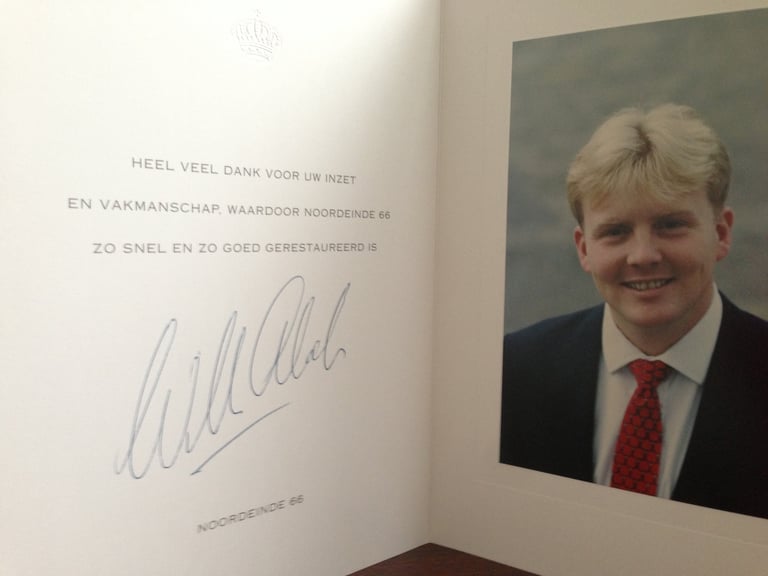 HEEL VEEL DANK VOOR UW INZET
EN VAKMANSCHAP, WAARDOOR NOORDEINDE 66
ZO SNEL EN ZO GOED GERESTAUREERD IS
NOORDEINDE 66